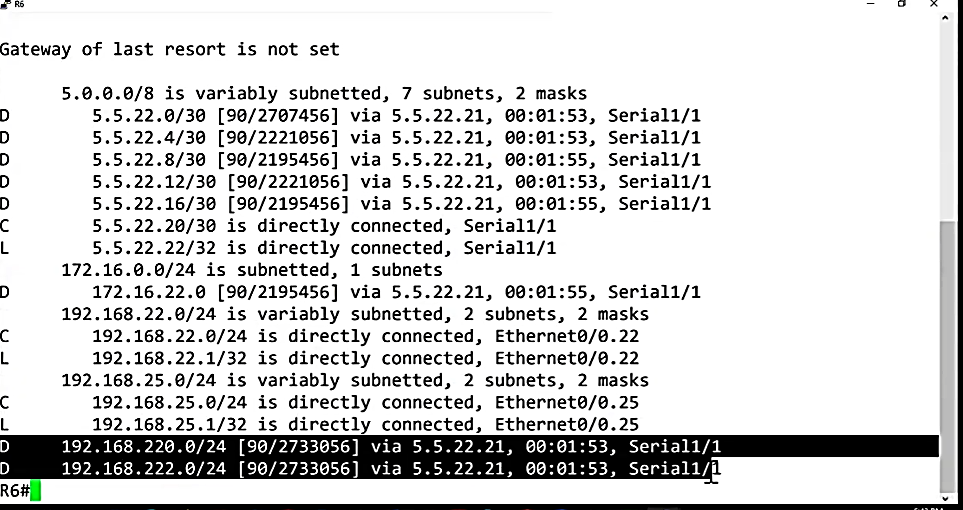 R6
Gateway of last resort is not set
5.0.0.0/8 is variably subnetted, 7 subnets, 2 masks
D 5.5.22.0/30 [90/2707456] via 5.5.22.21, 00:01:53, Serial1/1
D 5.5.22.4/30 [90/2221056] via 5.5.22.21, 00:01:53, Serial1/1
D 5.5.22.8/30 [90/2195456] via 5.5.22.21, 00:01:55, Serial1/1
D 5.5.22.12/30 [90/2221056] via 5.5.22.21, 00:01:53, Serial1/1
D 5.5.22.16/30 [90/2195456] via 5.5.22.21, 00:01:55, Serial1/1
C 5.5.22.20/30 is directly connected, Serial1/1
L 5.5.22.22/32 is directly connected, Serial1/1
172.16.0.0/24 is subnetted, 1 subnets
D 172.16.22.0 [90/2195456] via 5.5.22.21, 00:01:55, Serial1/1
192.168.22.0/24 is variably subnetted, 2 subnets, 2 masks
C 192.168.22.0/24 is directly connected, Ethernet0/0.22
L 192.168.22.1/32 is directly connected, Ethernet0/0.22
192.168.25.0/24 is variably subnetted, 2 subnets, 2 masks
C 192.168.25.0/24 is directly connected, Ethernet0/0.25
L 192.168.25.1/32 is directly connected, Ethernet0/0.25
D 192.168.220.0/24 [90/2733056] via 5.5.22.21, 00:01:53, Serial1/1
D 192.168.222.0/24 [90/2733056] via 5.5.22.21, 00:01:53, Serial1/1
R6#